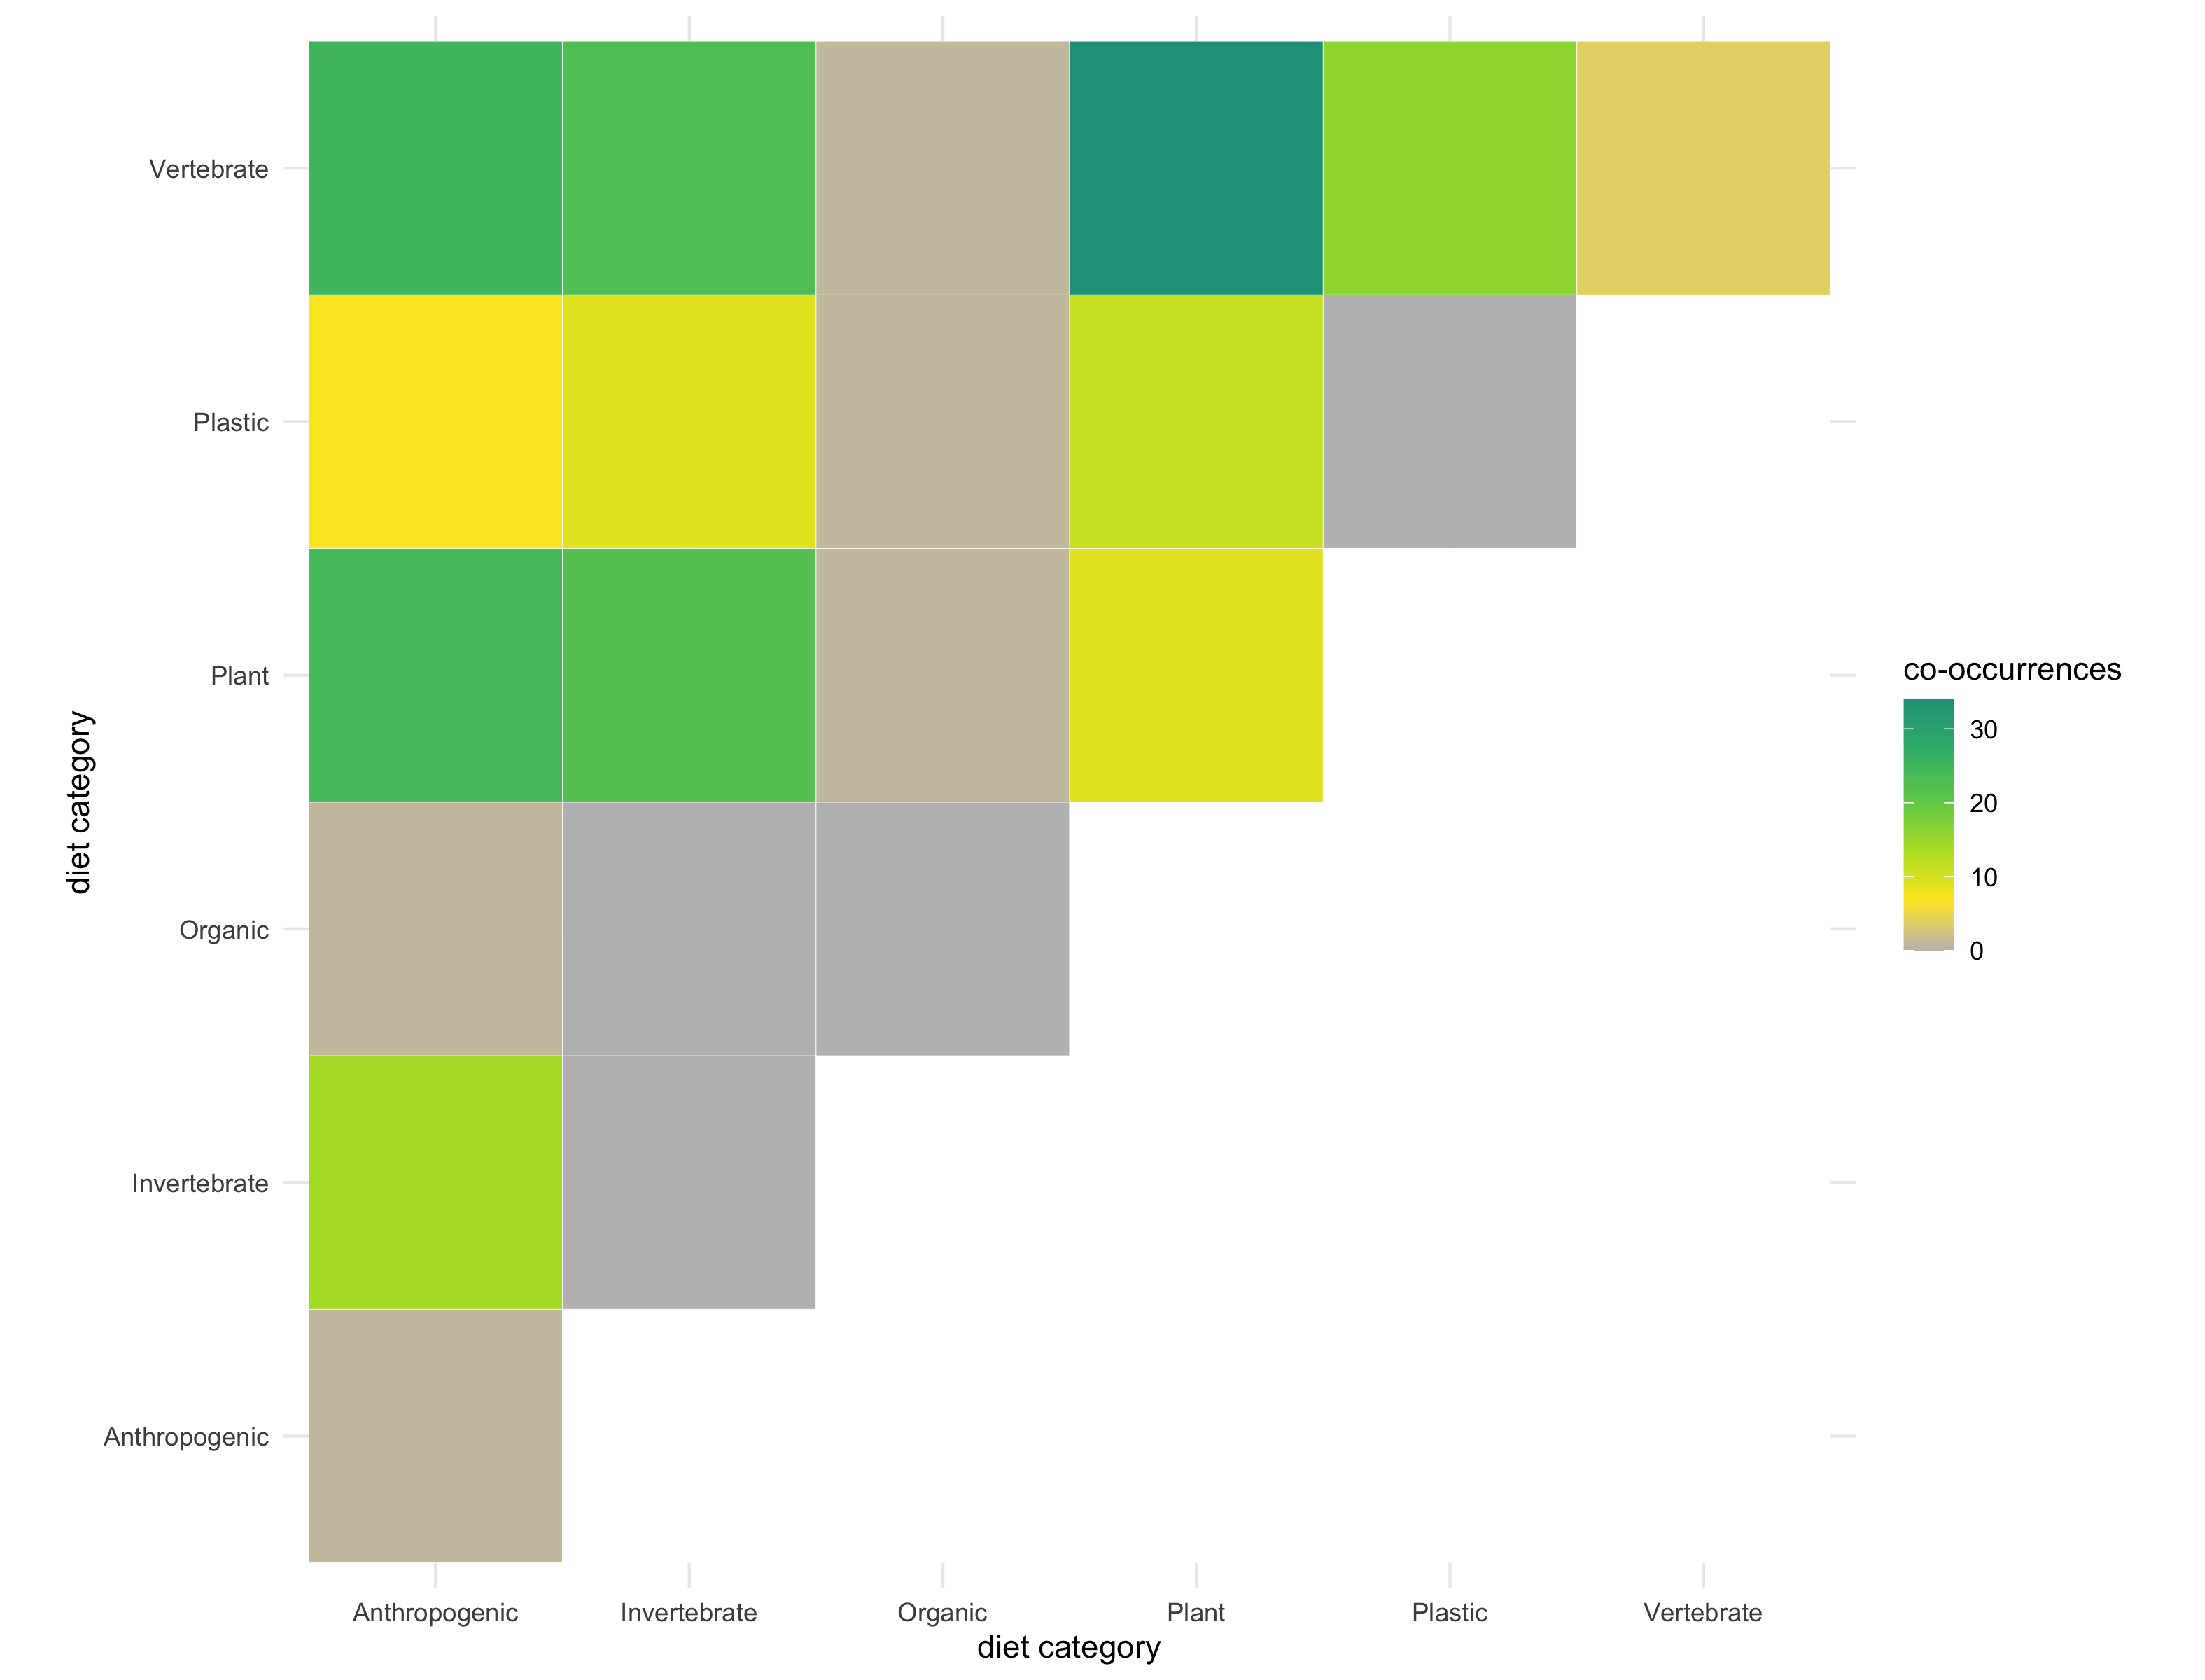 Vertebrate
Plastic
Plant
Organic
Invertebrate
Anthropogenic
diet category
Anthropogenic
Invertebrate
Organic
Plant
Plastic
Vertebrate
diet category
co-occurrences
30
20
10
0